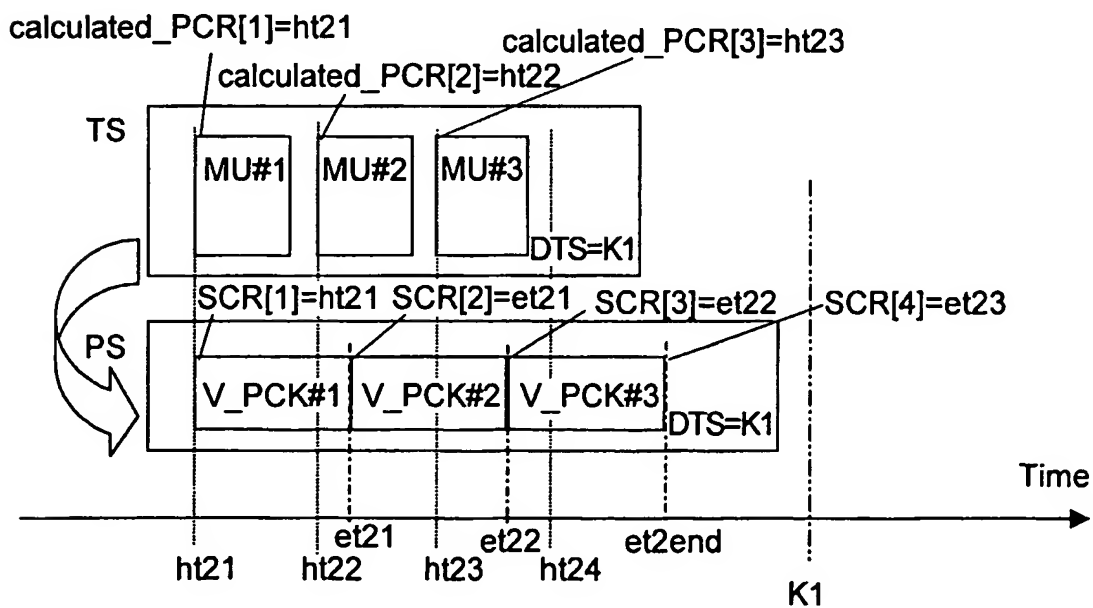 calculated_PCR[1]=ht21
calculated_PCR[3]=ht23
calculated_PCR[2]=ht22
TS
MU#1 MU#2 MU#3
DTS=K1
SCR[1]=ht21 SCR[2]=et21 SCR[3]=et22 SCR[4]=et23
PS
V_PCK#1 V_PCK#2 V_PCK#3
DTS=K1
Time
et21 et22 et2end
ht21 ht22 ht23 ht24
K1